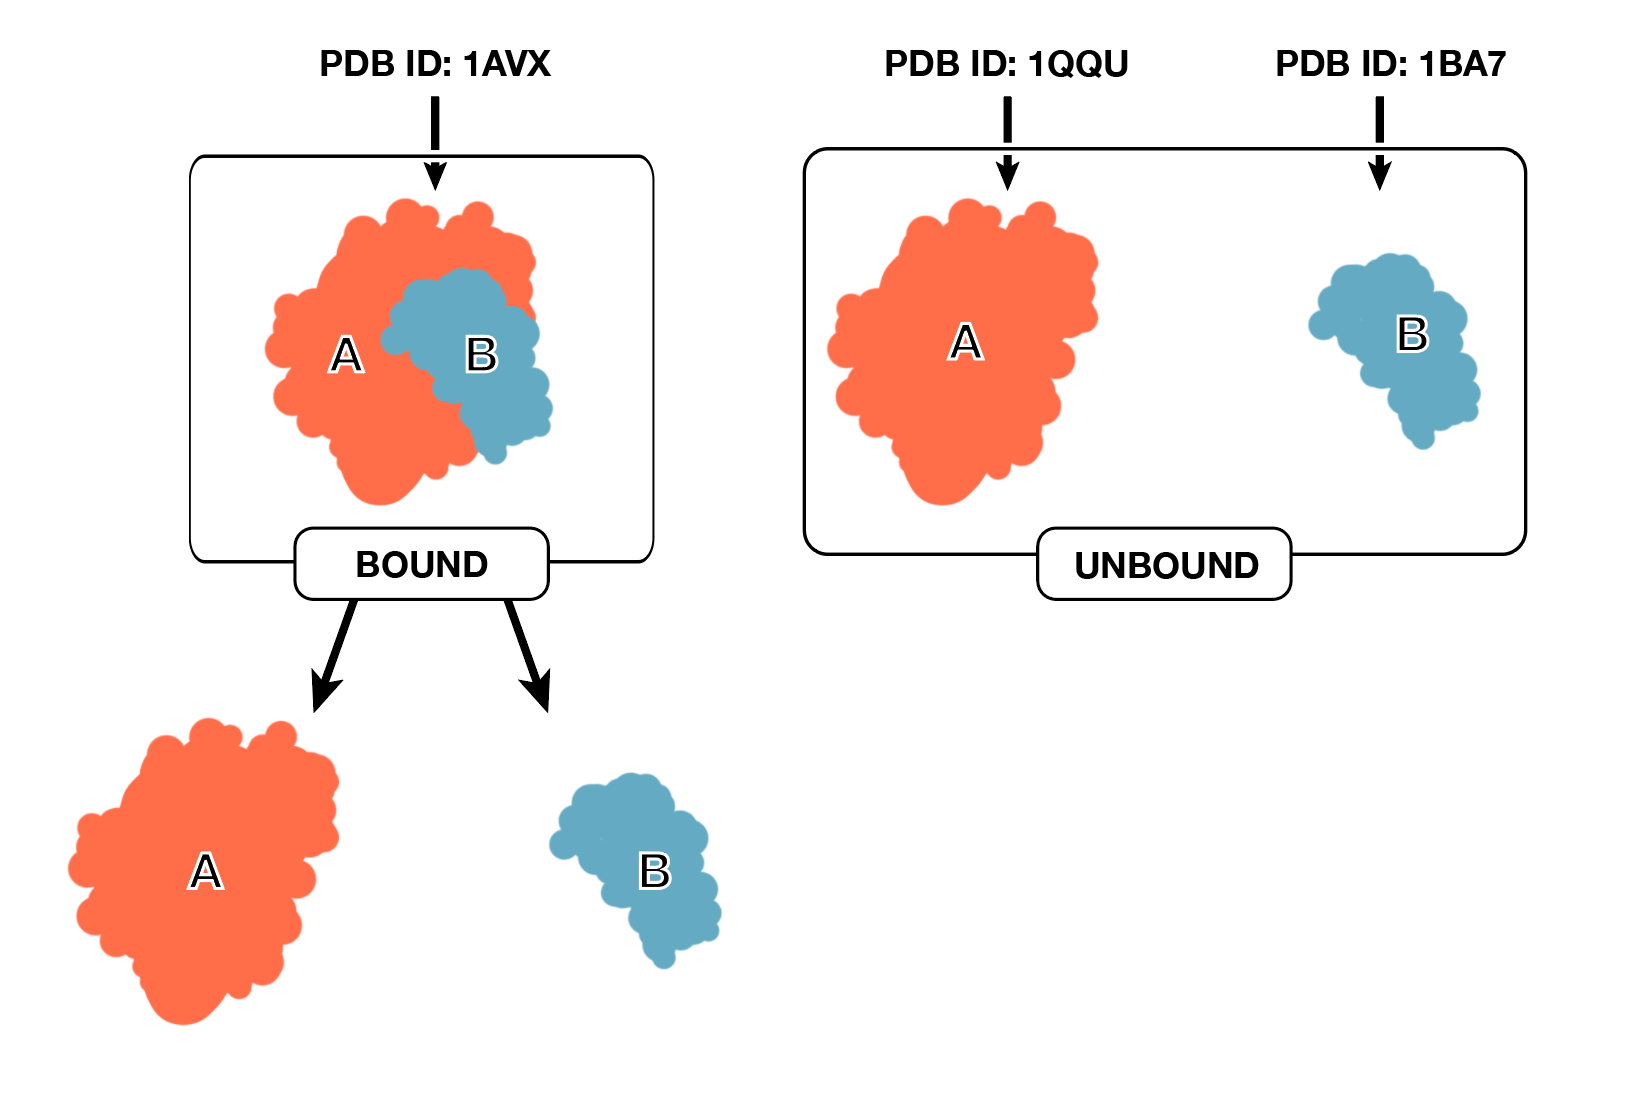 PDB ID: 1AVX
PDB ID: 1QQU
PDB ID: 1BA7
A
B
A
B
BOUND
UNBOUND
A
B